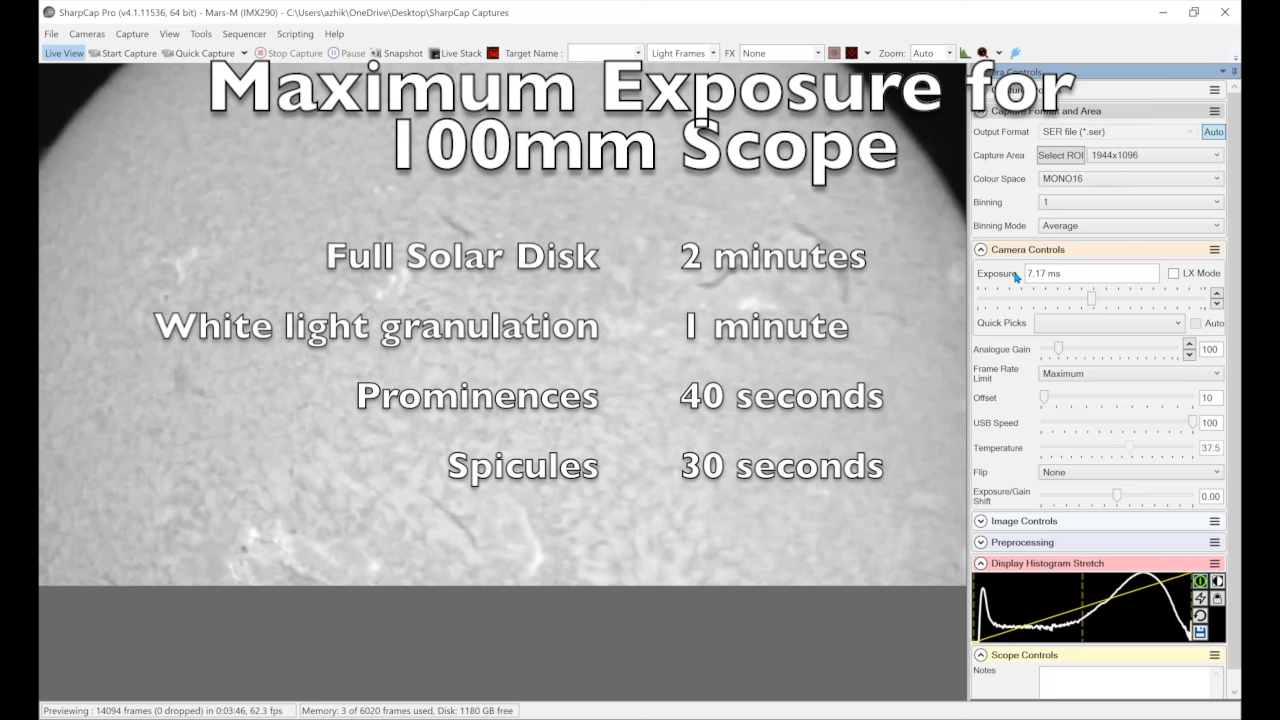 SharpCap Pro (v4.1.11536, 64 bit) - Mars-M (IMX290) - C:\Users\azhik\OneDrive\Desktop\SharpCap Captures
File Cameras Capture View Tools Sequencer Scripting Help
Live View Start Capture Quick Capture Stop Capture Pause Snapshot Live Stack Target Name : Light Frames FX None Zoom: Auto
Maximum Exposure for
100mm Scope
Full Solar Disk 2 minutes
White light granulation 1 minute
Prominences 40 seconds
Spicules 30 seconds
Capture Format and Area
Output Format SER file (*.ser) Auto
Capture Area Select ROI 1944x1096
Colour Space MONO16
Binning 1
Binning Mode Average
Camera Controls
Exposure 7.17 ms LX Mode
Quick Picks Auto
Analogue Gain 100
Frame Rate
Limit Maximum
Offset 10
USB Speed 100
Temperature 37.5
Flip None
Exposure/Gain
Shift 0.00
Image Controls
Preprocessing
Display Histogram Stretch
Scope Controls
Notes
Previewing : 14094 frames (0 dropped) in 0:03:46, 62.3 fps Memory: 3 of 6020 frames used, Disk: 1180 GB free